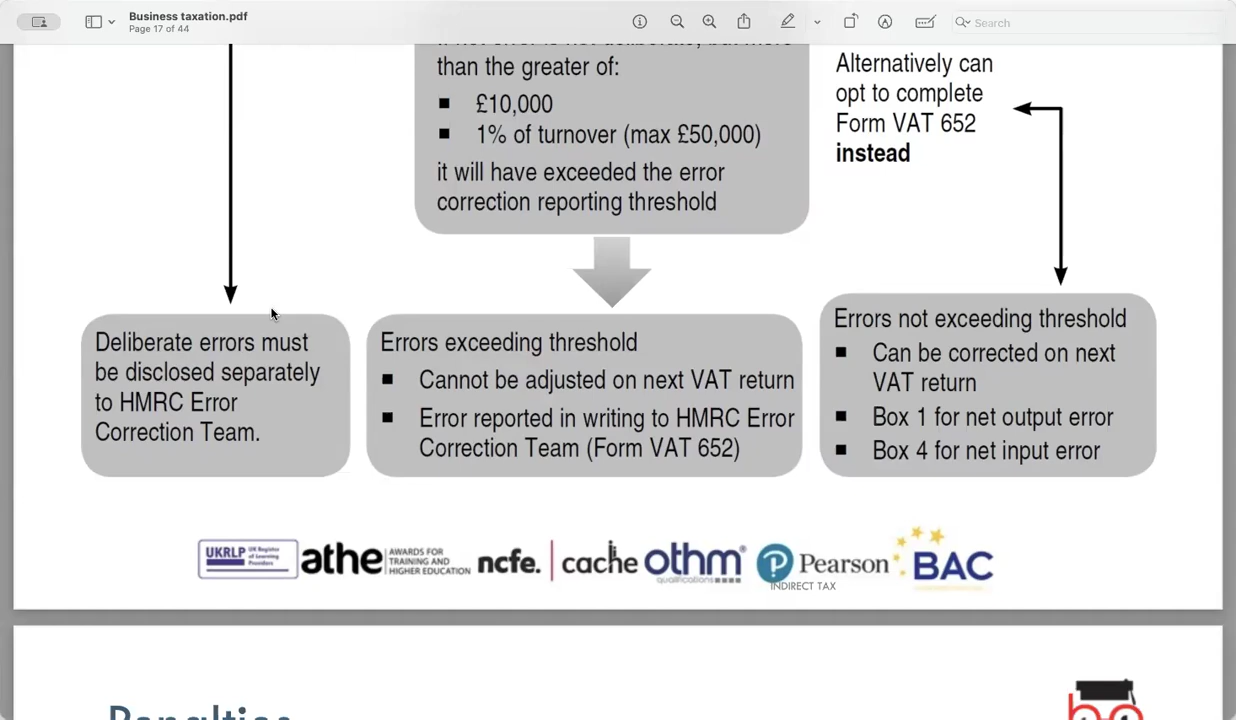 Business taxation.pdf
Page 17 of 44
Search
than the greater of:
£10,000
1% of turnover (max £50,000)
it will have exceeded the error
correction reporting threshold
Alternatively can
opt to complete
Form VAT 652
instead
Deliberate errors must
be disclosed separately
to HMRC Error
Correction Team.
Errors exceeding threshold
Cannot be adjusted on next VAT return
Error reported in writing to HMRC Error
Correction Team (Form VAT 652)
Errors not exceeding threshold
Can be corrected on next
VAT return
Box 1 for net output error
Box 4 for net input error
UKRLP UK Register of Learning Providers
athe AWARDS FOR TRAINING AND HIGHER EDUCATION
ncfe.
cache
othm qualifications
Pearson
BAC
INDIRECT TAX
Penalties